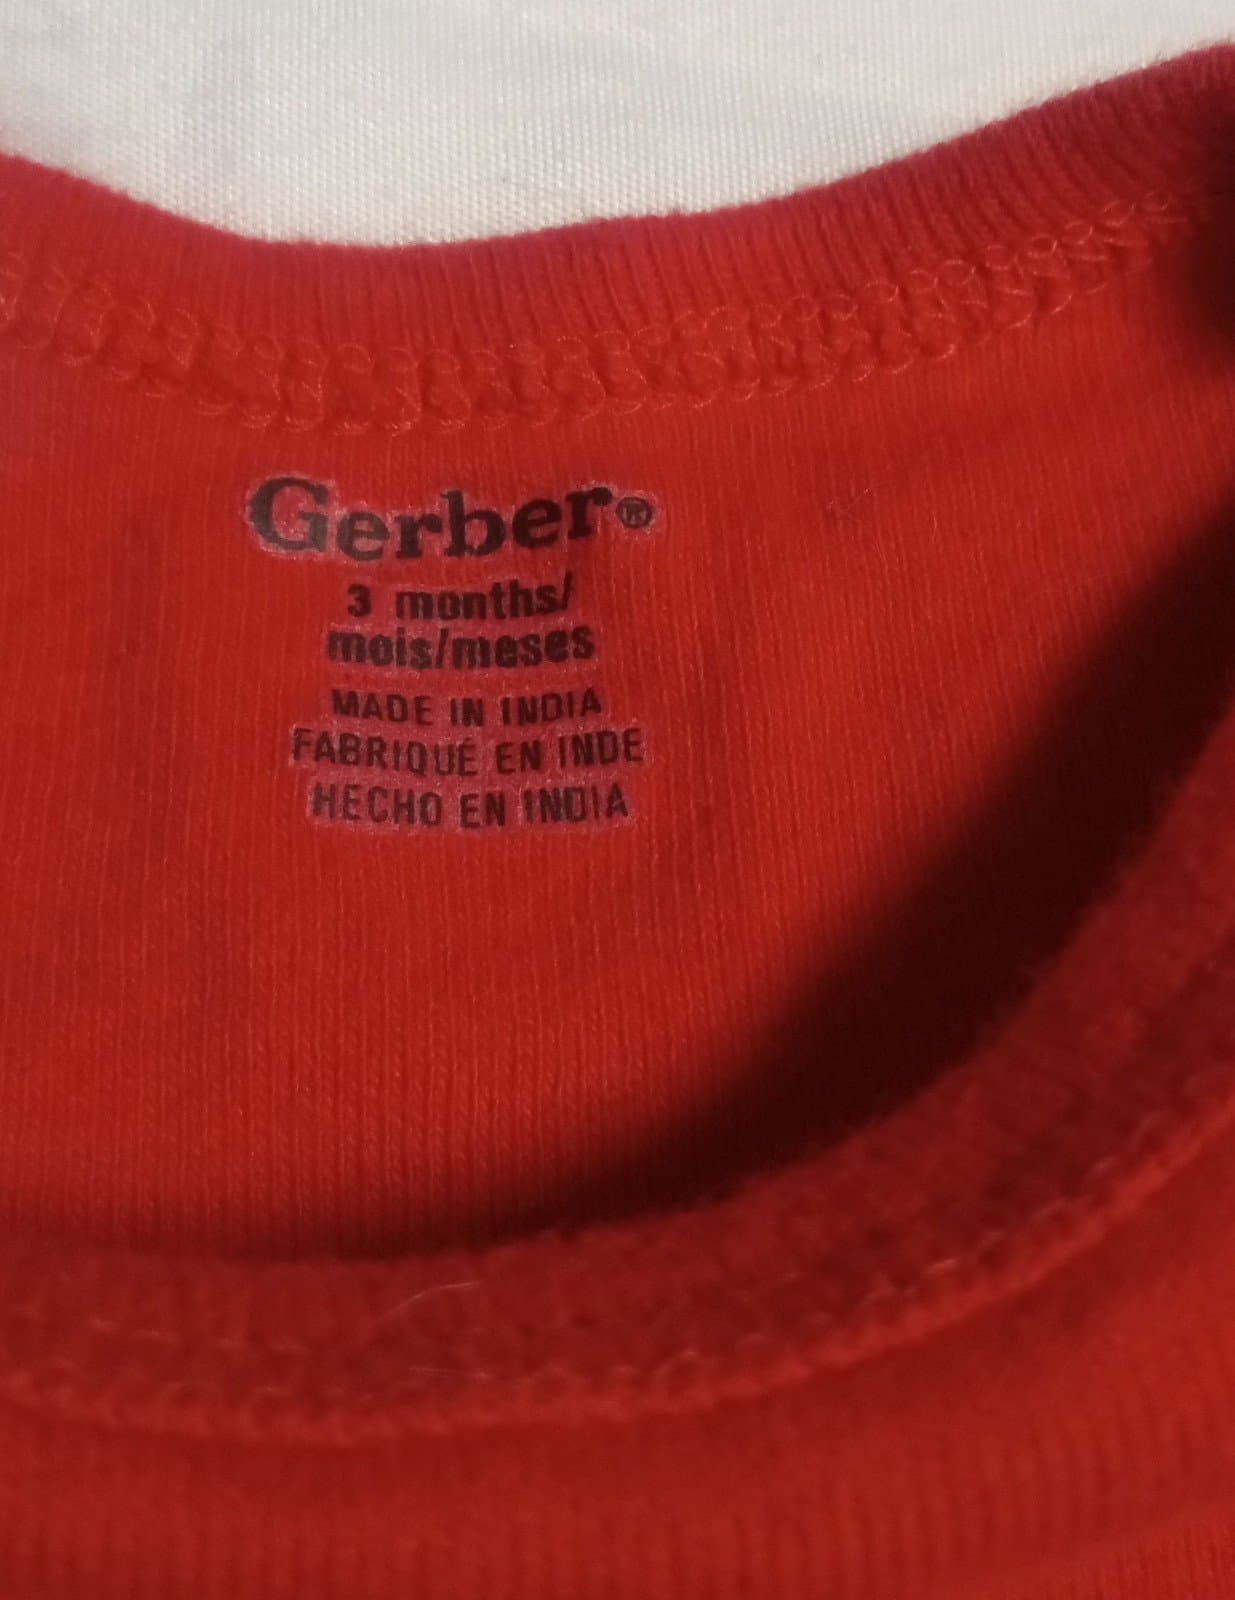 Gerber®
3 months/
mois/meses
MADE IN INDIA
FABRIQUÉ EN INDE
HECHO EN INDIA